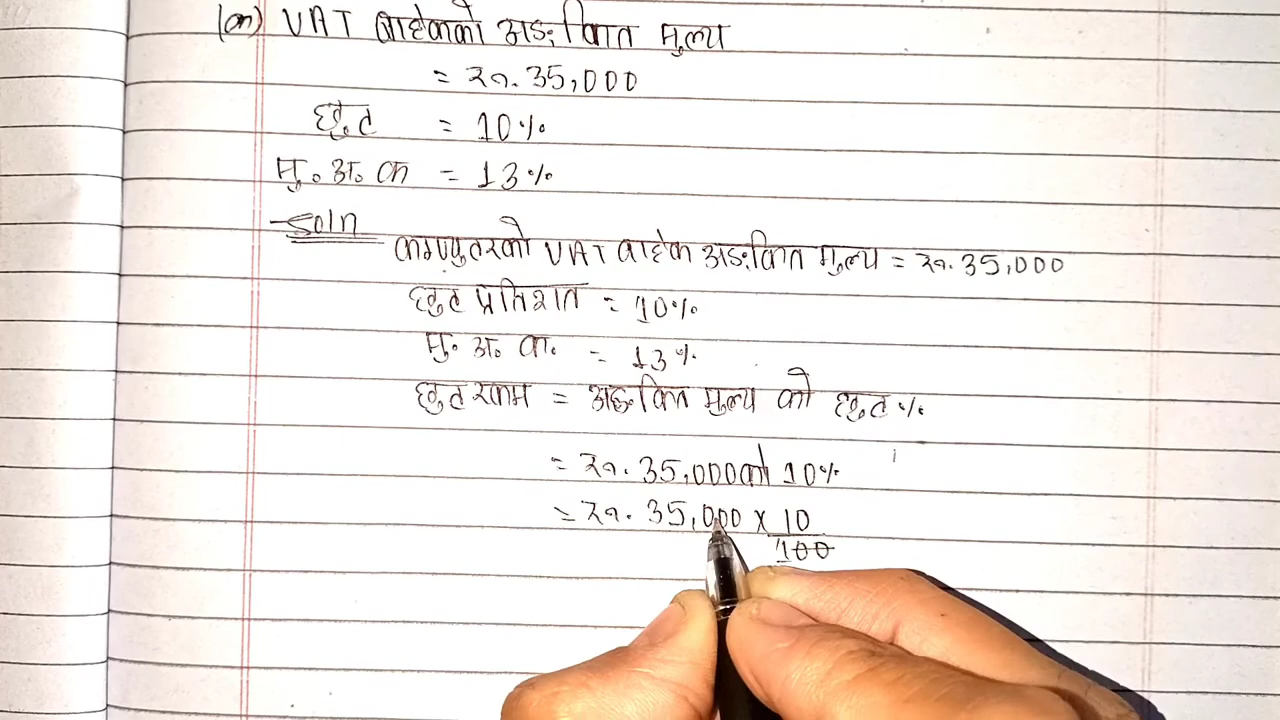 (क) VAT बाहेकको अङ्कित मुल्य
= रू. 35,000
छुट = 10%
मु. अ. क = 13%
Soln
कम्प्युतरको VAT बाहेक अङ्कित मुल्य = रू. 35,000
छुट प्रतिशत = 10%
मु. अ. क. = 13%
छुत रकम = अङ्कित मुल्य को छुत %
= रू. 35,000को 10%
= रू. 35,000 x 10
100